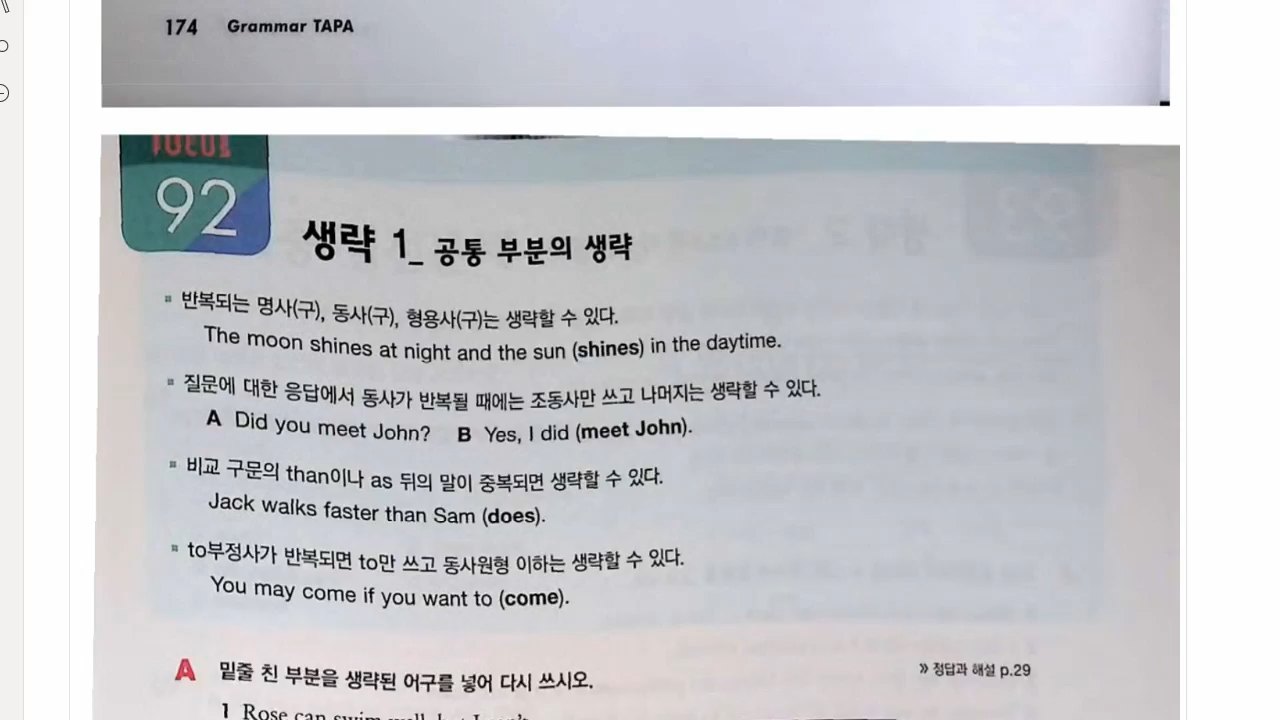 174 Grammar TAPA
FOCUS
92
생략 1_ 공통 부분의 생략
반복되는 명사(구), 동사(구), 형용사(구)는 생략할 수 있다.
The moon shines at night and the sun (shines) in the daytime.
질문에 대한 응답에서 동사가 반복될 때에는 조동사만 쓰고 나머지는 생략할 수 있다.
A Did you meet John? B Yes, I did (meet John).
비교 구문의 than이나 as 뒤의 말이 중복되면 생략할 수 있다.
Jack walks faster than Sam (does).
to부정사가 반복되면 to만 쓰고 동사원형 이하는 생략할 수 있다.
You may come if you want to (come).
A 밑줄 친 부분을 생략된 어구를 넣어 다시 쓰시오.
» 정답과 해설 p.29
1 Rose can swim well, but I can't